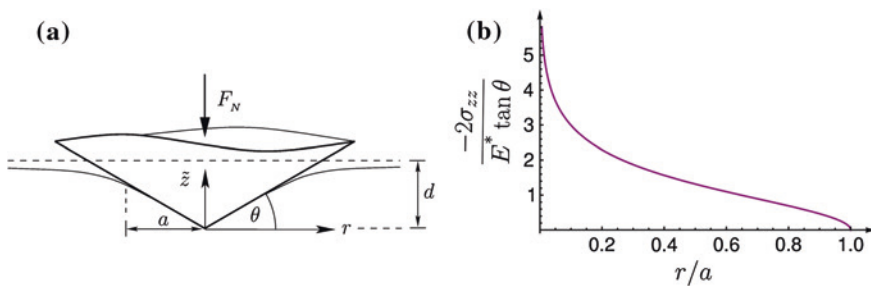 (a)
F_N
z̃
a
θ
r
d
(b)
-2σ_zz
E* tan θ
5
4
3
2
1
0.2 0.4 0.6 0.8 1.0
r/a